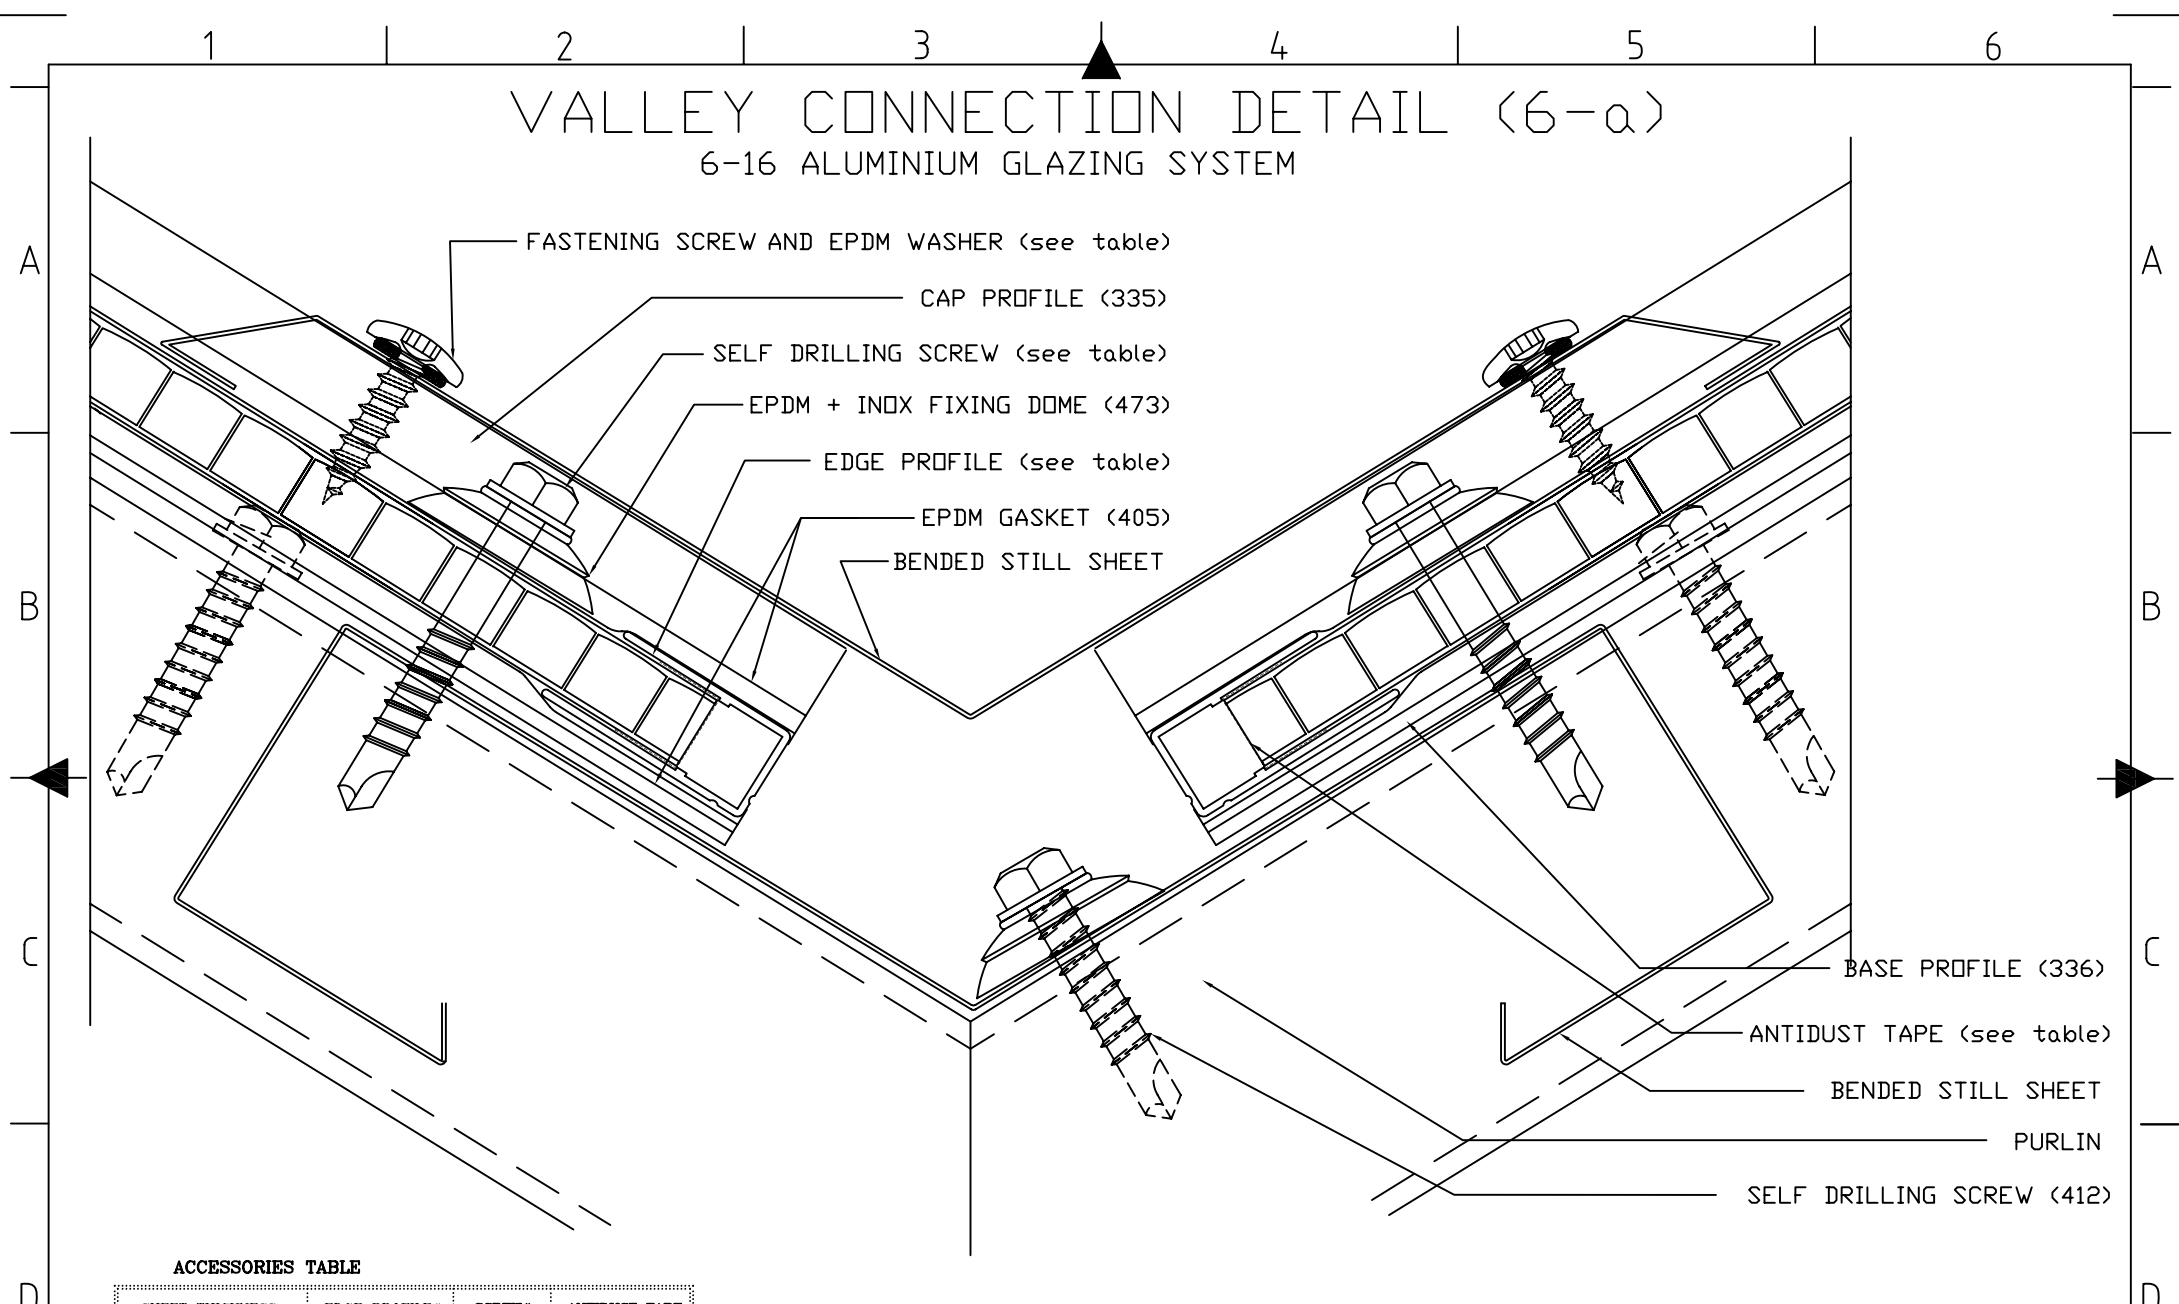 1 2 3 4 5 6
VALLEY CONNECTION DETAIL (6-a)
6-16 ALUMINIUM GLAZING SYSTEM
A A
FASTENING SCREW AND EPDM WASHER (see table)
CAP PROFILE (335)
SELF DRILLING SCREW (see table)
EPDM + INOX FIXING DOME (473)
EDGE PROFILE (see table)
EPDM GASKET (405)
BENDED STILL SHEET
B B
C C
BASE PROFILE (336)
ANTIDUST TAPE (see table)
BENDED STILL SHEET
PURLIN
SELF DRILLING SCREW (412)
ACCESSORIES TABLE
D D